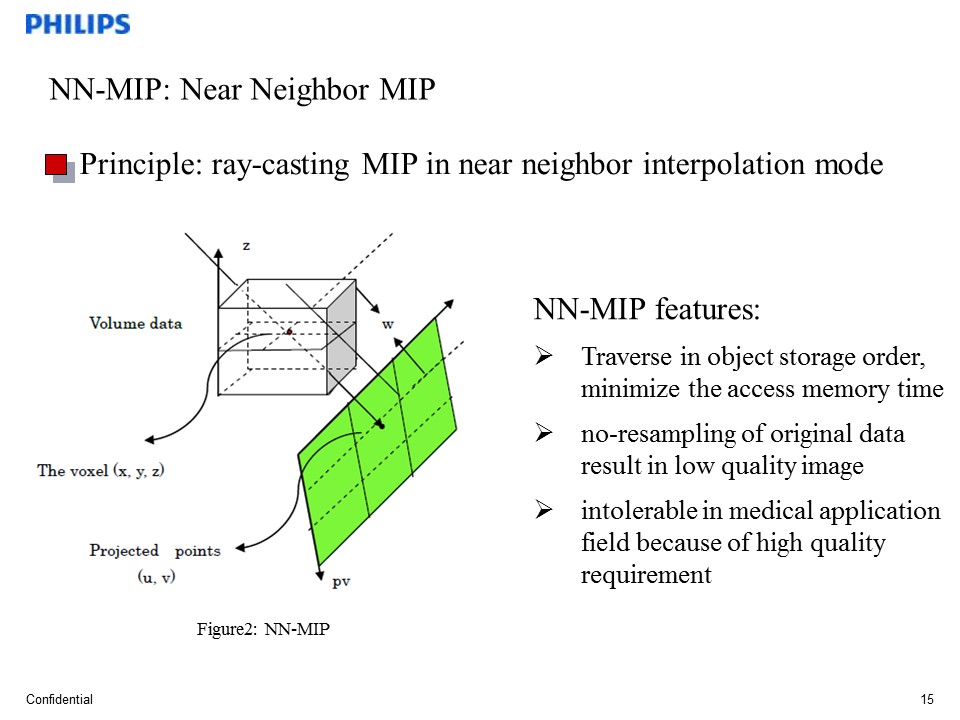 PHILIPS
NN-MIP: Near Neighbor MIP
Principle: ray-casting MIP in near neighbor interpolation mode
z
Volume data
w
The voxel (x, y, z)
Projected points
(u, v)
pv
Figure2: NN-MIP
NN-MIP features:
Traverse in object storage order,
minimize the access memory time
no-resampling of original data
result in low quality image
intolerable in medical application
field because of high quality
requirement
Confidential
15